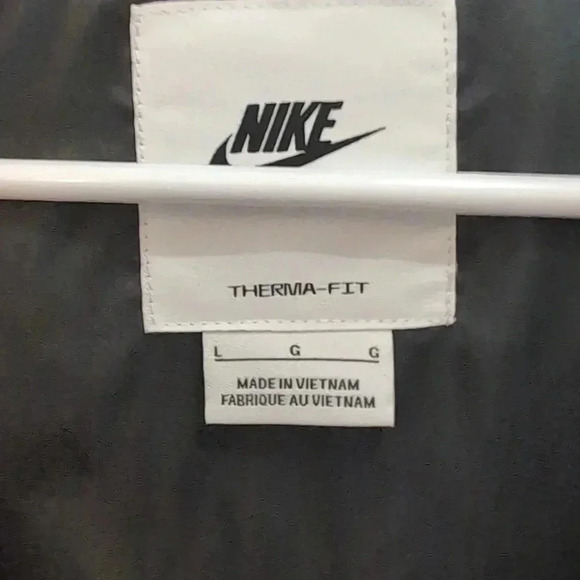 NIKE
THERMA-FIT
L G G
MADE IN VIETNAM
FABRIQUE AU VIETNAM